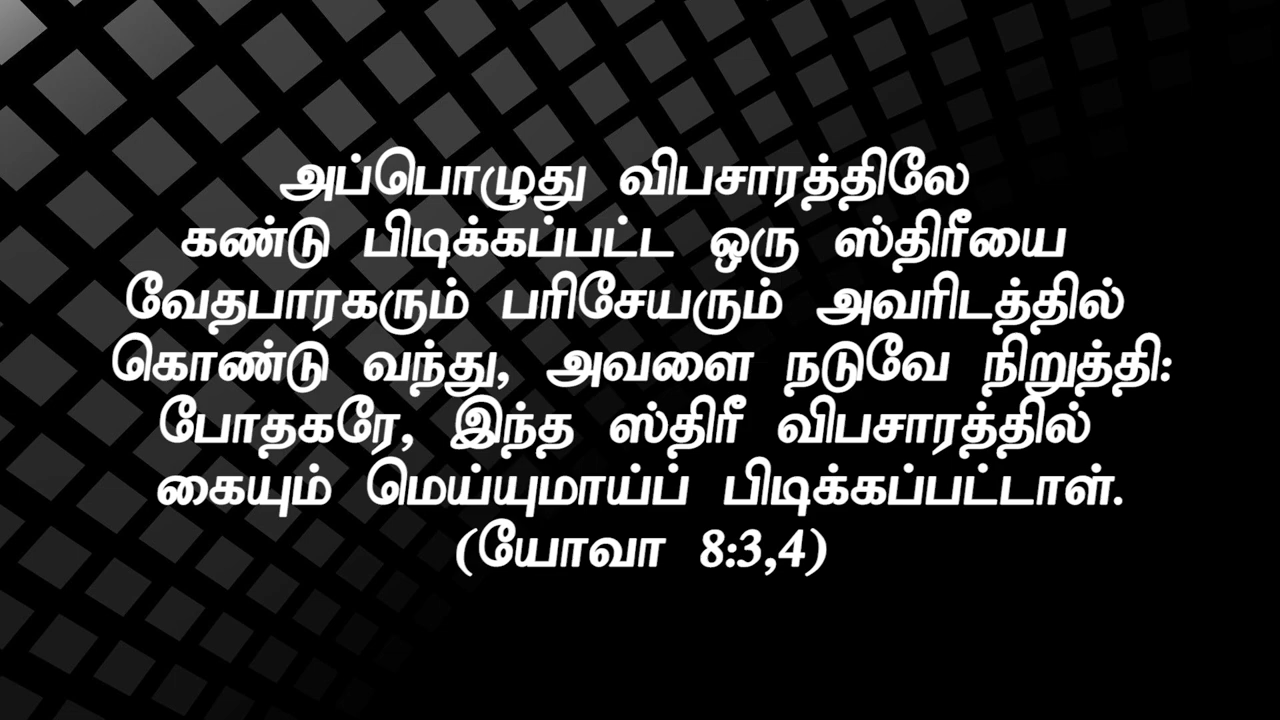 அப்பொழுது விபசாரத்திலே
கண்டு பிடிக்கப்பட்ட ஒரு ஸ்திரீயை
வேதபாரகரும் பரிசேயரும் அவரிடத்தில்
கொண்டு வந்து, அவளை நடுவே நிறுத்தி:
போதகரே, இந்த ஸ்திரீ விபசாரத்தில்
கையும் மெய்யுமாய்ப் பிடிக்கப்பட்டாள்.
(யோவா 8:3,4)